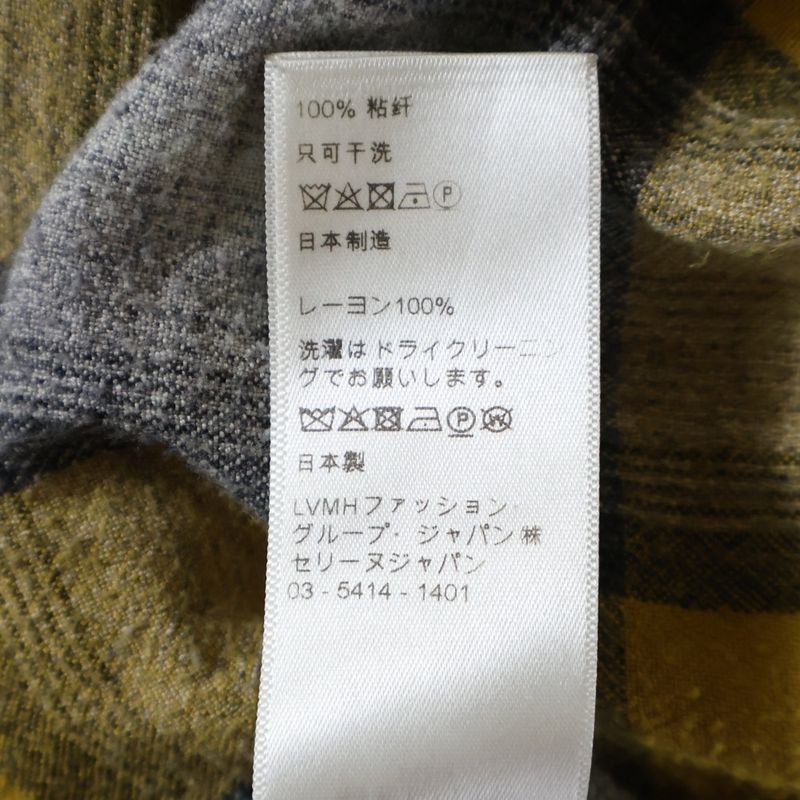 100% 粘纤
只可干洗
日本制造
レーヨン100%
洗濯はドライクリーニン
グでお願いします。
日本製
LVMHファッション・
グループ・ジャパン㈱
セリーヌジャパン
03 - 5414 - 1401